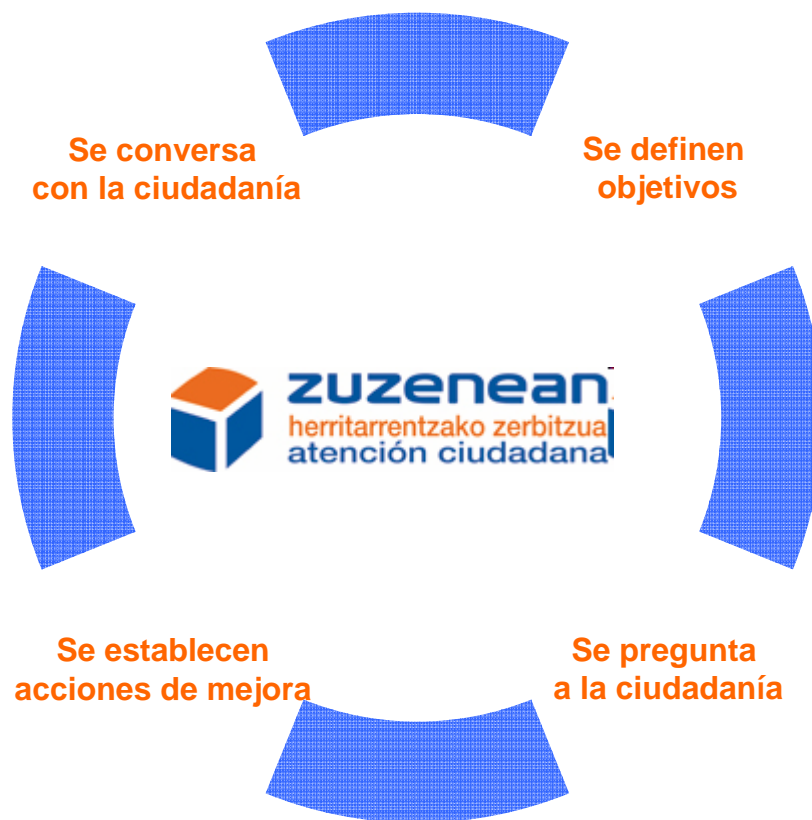 Se conversa
con la ciudadanía
Se definen
objetivos
zuzenean
herritarrentzako zerbitzua
atención ciudadana
Se establecen
acciones de mejora
Se pregunta
a la ciudadanía